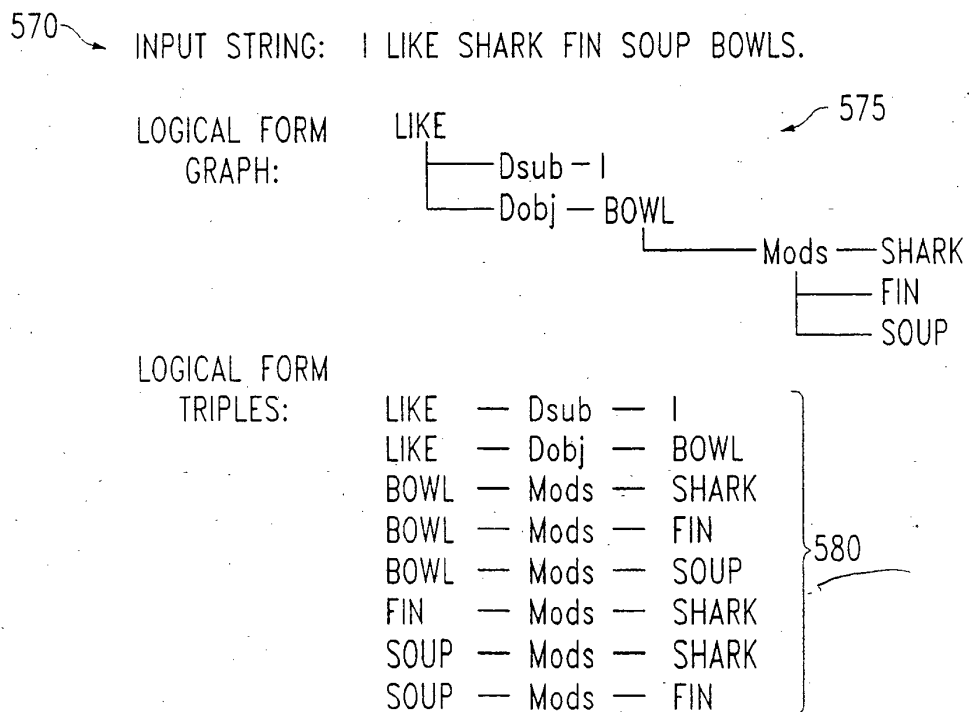 570
INPUT STRING: I LIKE SHARK FIN SOUP BOWLS.
575
LOGICAL FORM GRAPH:
LIKE
Dsub — I
Dobj — BOWL
Mods — SHARK
FIN
SOUP
LOGICAL FORM TRIPLES:
LIKE — Dsub — I
LIKE — Dobj — BOWL
BOWL — Mods — SHARK
BOWL — Mods — FIN
BOWL — Mods — SOUP
FIN — Mods — SHARK
SOUP — Mods — SHARK
SOUP — Mods — FIN
580